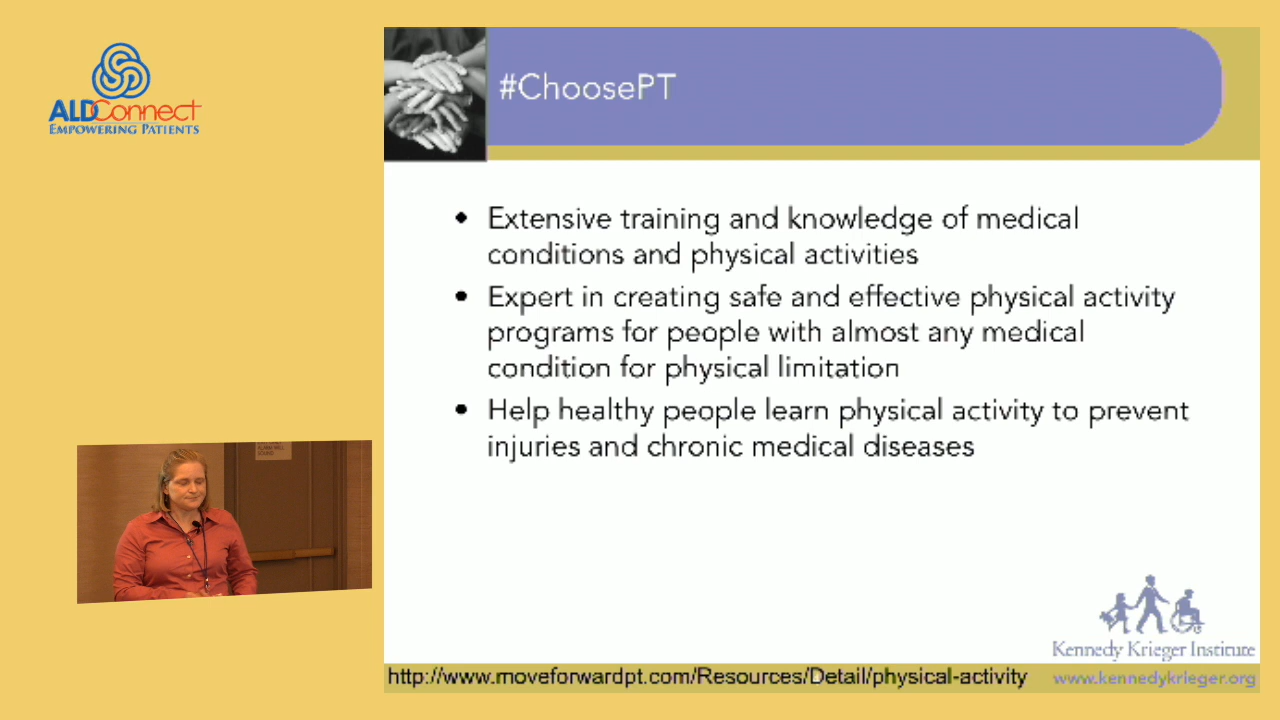 ALDConnect
EMPOWERING PATIENTS
#ChoosePT
• Extensive training and knowledge of medical
conditions and physical activities
• Expert in creating safe and effective physical activity
programs for people with almost any medical
condition for physical limitation
• Help healthy people learn physical activity to prevent
injuries and chronic medical diseases
Kennedy Krieger Institute
http://www.moveforwardpt.com/Resources/Detail/physical-activity
www.kennedykrieger.org